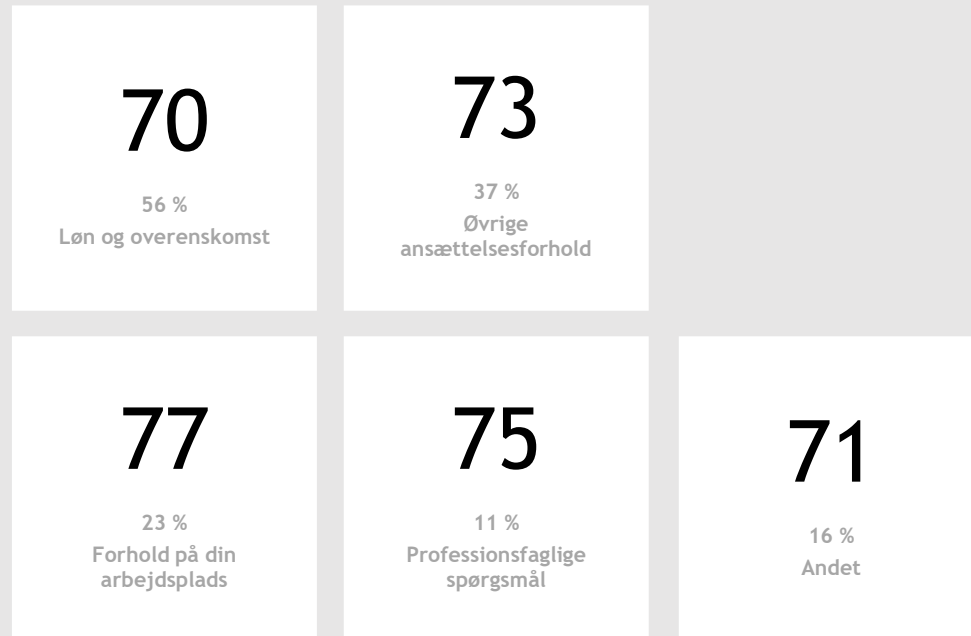 70
56 %
Løn og overenskomst
73
37 %
Øvrige
ansættelsesforhold
77
23 %
Forhold på din
arbejdsplads
75
11 %
Professionsfaglige
spørgsmål
71
16 %
Andet